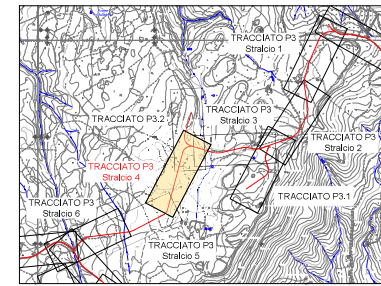 TRACCIATO P3
Stralcio 1
TRACCIATO P3.2
TRACCIATO P3
Stralcio 3
TRACCIATO P3
Stralcio 2
TRACCIATO P3
Stralcio 4
TRACCIATO P3.1
TRACCIATO P3
Stralcio 6
TRACCIATO P3
Stralcio 5